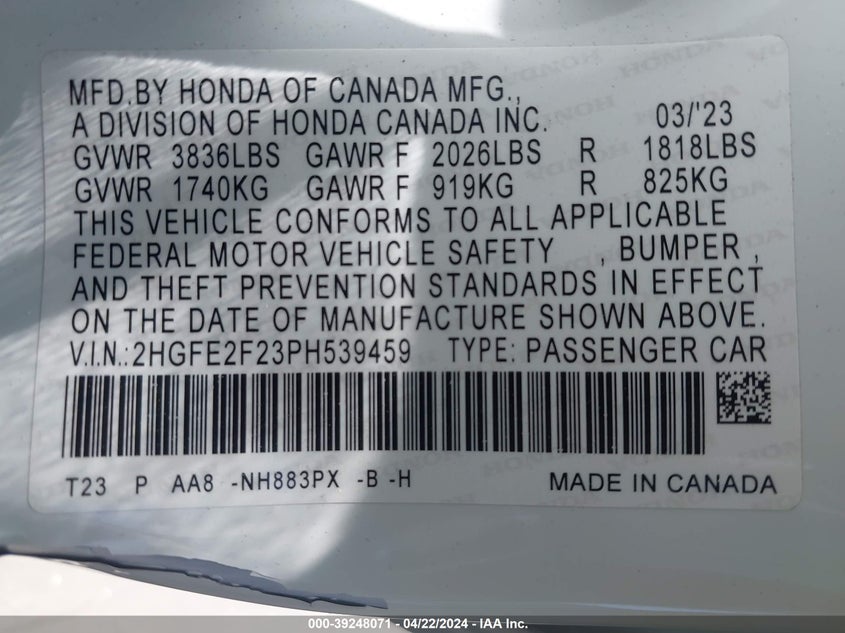 MFD.BY HONDA OF CANADA MFG.,
A DIVISION OF HONDA CANADA INC. 03/'23
GVWR 3836LBS GAWR F 2026LBS R 1818LBS
GVWR 1740KG GAWR F 919KG R 825KG
THIS VEHICLE CONFORMS TO ALL APPLICABLE
FEDERAL MOTOR VEHICLE SAFETY , BUMPER ,
AND THEFT PREVENTION STANDARDS IN EFFECT
ON THE DATE OF MANUFACTURE SHOWN ABOVE.
V.I.N.:2HGFE2F23PH539459 TYPE: PASSENGER CAR
T23 P AA8 -NH883PX -B -H MADE IN CANADA
000-39248071 - 04/22/2024 - IAA Inc.